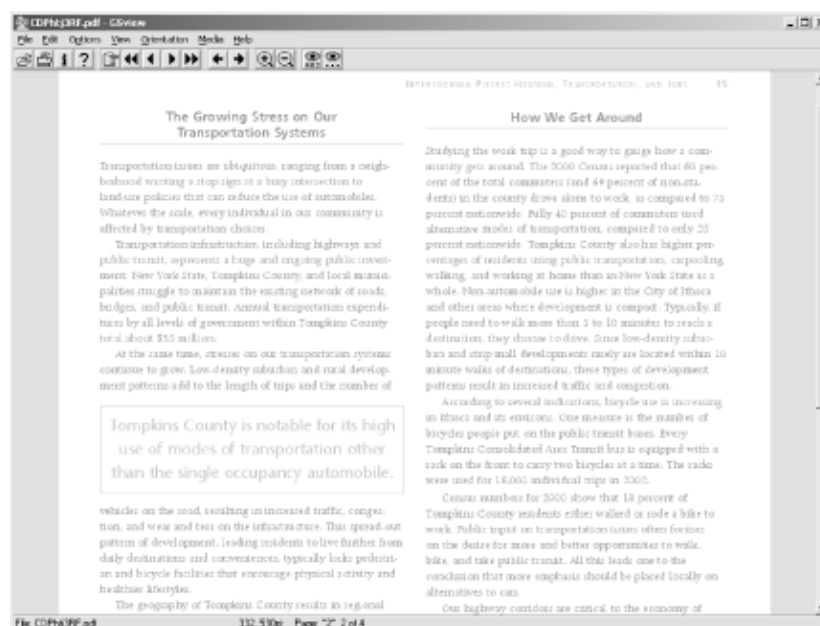 CDPhtj3RF.pdf - GSview
File Edit Options View Orientation Media Help
INTERLOCKING PIECES: HOUSING, TRANSPORTATION, AND JOBS 15
The Growing Stress on Our
Transportation Systems
Transportation issues are ubiquitous, ranging from a neigh-
borhood wanting a stop sign at a busy intersection to
land-use policies that can reduce the use of automobiles.
Whatever the scale, every individual in our community is
affected by transportation choices.
Transportation infrastructure, including highways and
public transit, represents a huge and ongoing public invest-
ment. New York State, Tompkins County, and local munici-
palities struggle to maintain the existing network of roads,
bridges, and public transit. Annual transportation expendi-
tures by all levels of government within Tompkins County
total about $35 million.
At the same time, stresses on our transportation systems
continue to grow. Low-density suburban and rural develop-
ment patterns add to the length of trips and the number of
Tompkins County is notable for its high
use of modes of transportation other
than the single occupancy automobile.
vehicles on the road, resulting in increased traffic, conges-
tion, and wear and tear on the infrastructure. This spread-out
pattern of development, leading residents to live further from
daily destinations and conveniences, typically lacks pedestri-
an and bicycle facilities that encourage physical activity and
healthier lifestyles.
The geography of Tompkins County results in regional
How We Get Around
Studying the work trip is a good way to gauge how a com-
munity gets around. The 2000 Census reported that 60 per-
cent of the total commuters (and 69 percent of non-stu-
dents) in the county drove alone to work, as compared to 75
percent nationwide. Fully 40 percent of commuters used
alternative modes of transportation, compared to only 25
percent nationwide. Tompkins County also has higher per-
centages of residents using public transportation, carpooling,
walking, and working at home than in New York State as a
whole. Non-automobile use is higher in the City of Ithaca
and other areas where development is compact. Typically, if
people need to walk more than 5 to 10 minutes to reach a
destination, they choose to drive. Since low-density subur-
ban and strip mall developments rarely are located within 10
minute walks of destinations, these types of development
patterns result in increased traffic and congestion.
According to several indications, bicycle use is increasing
in Ithaca and its environs. One measure is the number of
bicycles people put on the public transit buses. Every
Tompkins Consolidated Area Transit bus is equipped with a
rack on the front to carry two bicycles at a time. The racks
were used for 16,000 individual trips in 2002.
Census numbers for 2000 show that 18 percent of
Tompkins County residents either walked or rode a bike to
work. Public input on transportation issues often focuses
on the desire for more and better opportunities to walk,
bike, and take public transit. All this leads one to the
conclusion that more emphasis should be placed locally on
alternatives to cars.
Our highway corridors are critical to the economy of
File: CDPhtj3RF.pdf 332, 530pt Page: "2" 2 of 4